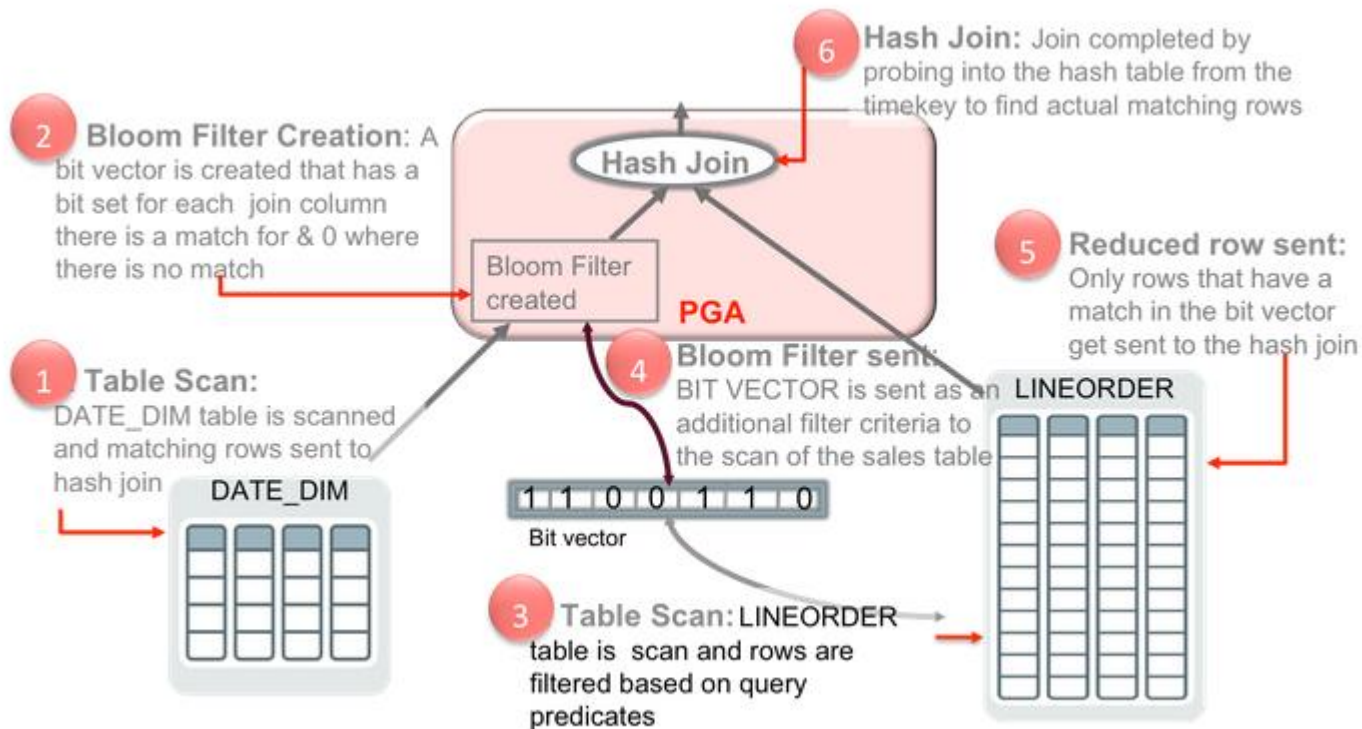 1
Table Scan:
DATE_DIM table is scanned
and matching rows sent to
hash join
DATE_DIM
2
Bloom Filter Creation: A
bit vector is created that has a
bit set for each join column
there is a match for & 0 where
there is no match
Bloom Filter
created
PGA
Hash Join
3
Table Scan: LINEORDER
table is scan and rows are
filtered based on query
predicates
4
Bloom Filter sent:
BIT VECTOR is sent as an
additional filter criteria to
the scan of the sales table
1 1 0 0 1 1 0
Bit vector
5
Reduced row sent:
Only rows that have a
match in the bit vector
get sent to the hash join
LINEORDER
6
Hash Join: Join completed by
probing into the hash table from the
timekey to find actual matching rows